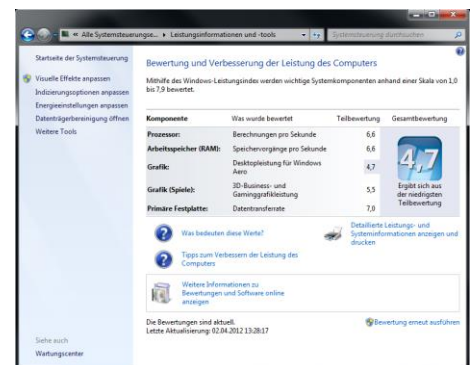 « Alle Systemsteuerungse... ▸ Leistungsinformationen und -tools
Systemsteuerung durchsuchen
Startseite der Systemsteuerung
Visuelle Effekte anpassen
Indizierungsoptionen anpassen
Energieeinstellungen anpassen
Datenträgerbereinigung öffnen
Weitere Tools
Bewertung und Verbesserung der Leistung des Computers
Mithilfe des Windows-Leistungsindex werden wichtige Systemkomponenten anhand einer Skala von 1,0
bis 7,9 bewertet.
Komponente Was wurde bewertet Teilbewertung Gesamtbewertung
Prozessor: Berechnungen pro Sekunde 6,6
Arbeitsspeicher (RAM): Speichervorgänge pro Sekunde 6,6
Grafik: Desktopleistung für Windows
Aero 4,7
Grafik (Spiele): 3D-Business- und
Gaminggrafikleistung 5,5
Primäre Festplatte: Datentransferrate 7,0
4,7
Ergibt sich aus
der niedrigsten
Teilbewertung
Was bedeuten diese Werte?
Detaillierte Leistungs- und
Systeminformationen anzeigen und
drucken
Tipps zum Verbessern der Leistung des
Computers
Weitere Informationen zu
Bewertungen und Software online
anzeigen
Die Bewertungen sind aktuell.
Letzte Aktualisierung: 02.04.2012 13:28:17
Bewertung erneut ausführen
Siehe auch
Wartungscenter